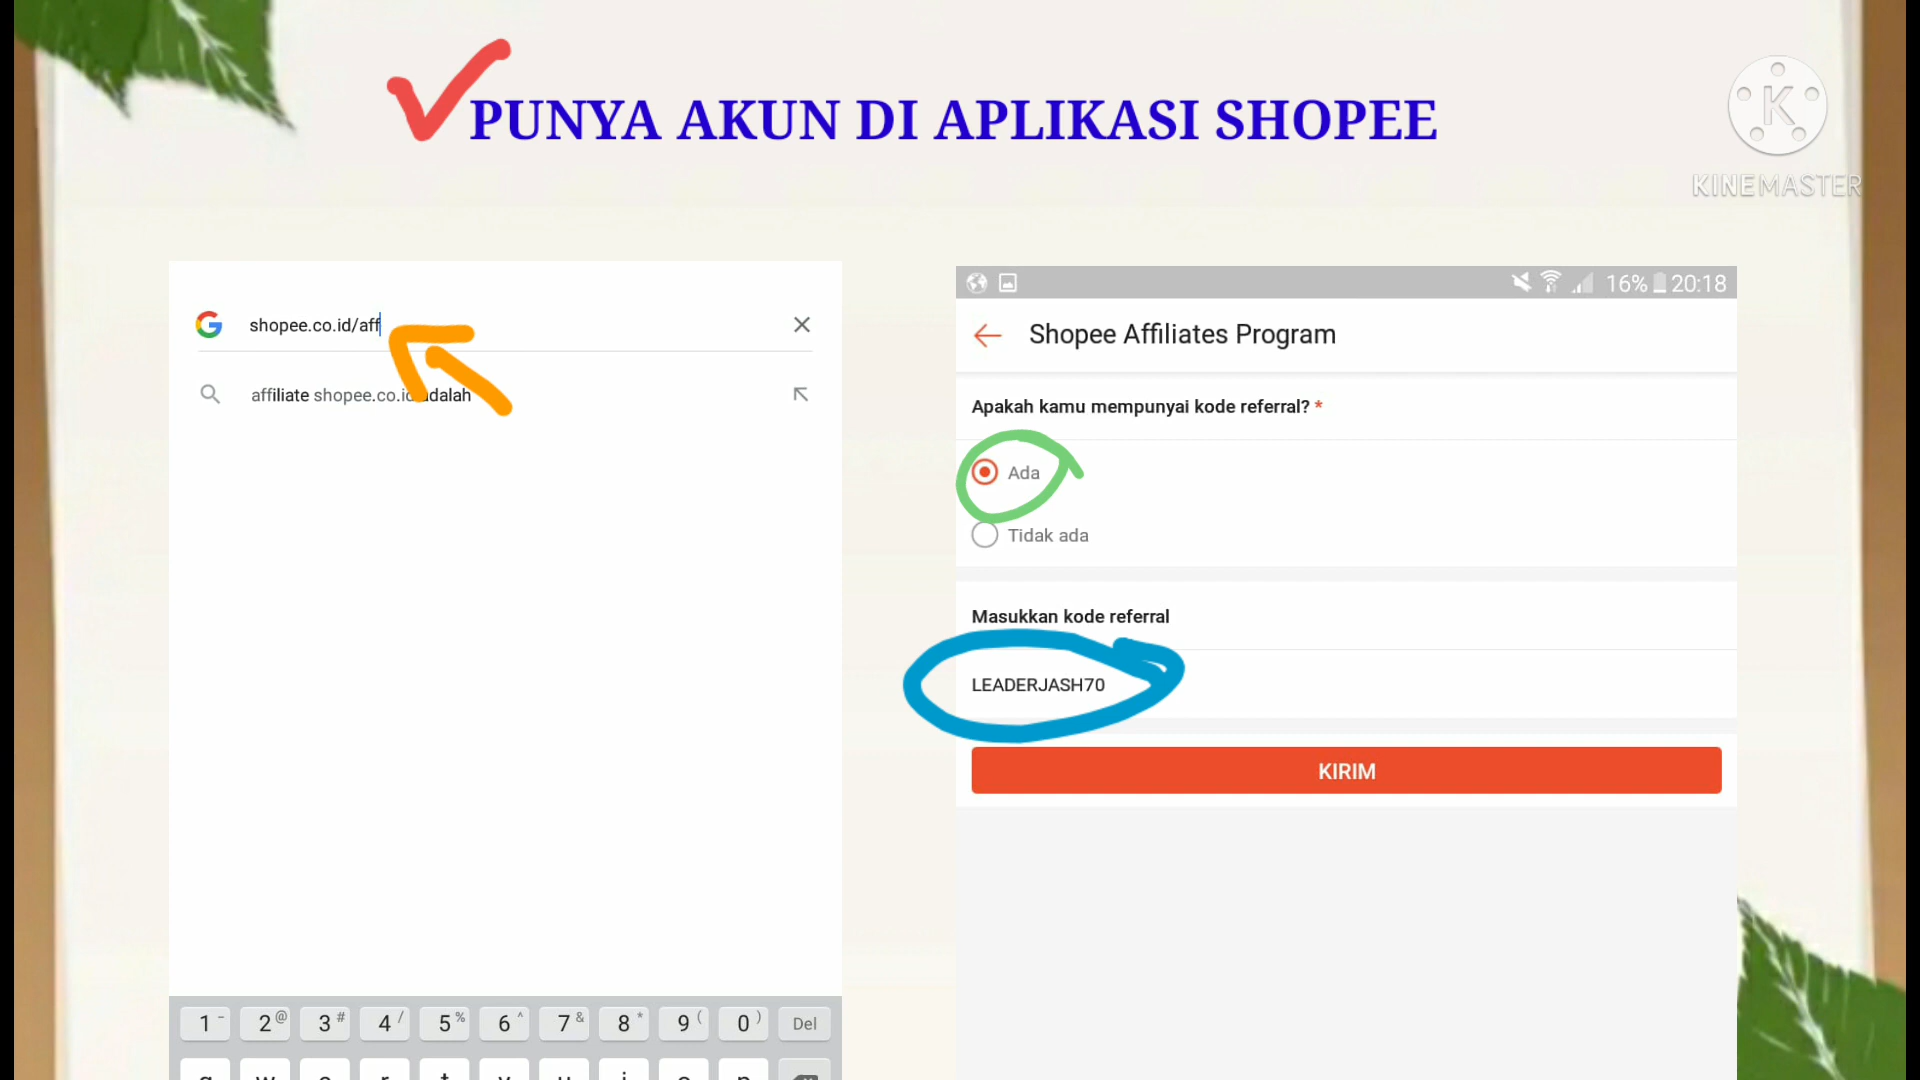 PUNYA AKUN DI APLIKASI SHOPEE
K
KINEMASTER
shopee.co.id/aff
affiliate shopee.co.id adalah
16% 20:18
Shopee Affiliates Program
Apakah kamu mempunyai kode referral? *
Ada
Tidak ada
Masukkan kode referral
LEADERJASH70
KIRIM
1 - 2 @ 3 # 4 / 5 % 6 ^ 7 & 8 * 9 ( 0 ) Del